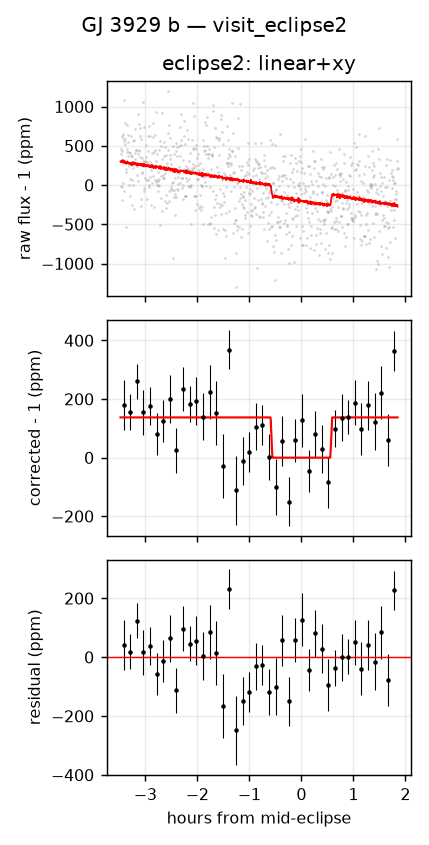 GJ 3929 b — visit_eclipse2
eclipse2: linear+xy
raw flux - 1 (ppm)
1000
500
0
−500
−1000
corrected - 1 (ppm)
400
200
0
−200
residual (ppm)
200
0
−200
−400
−3 −2 −1 0 1 2
hours from mid-eclipse